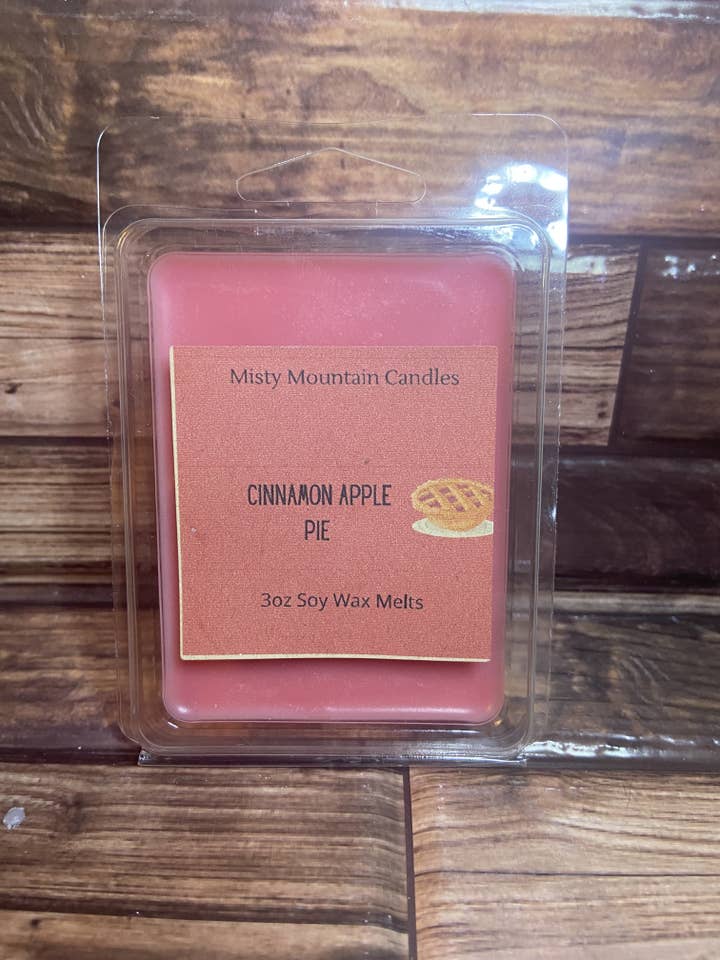 Misty Mountain Candles
CINNAMON APPLE
PIE
3oz Soy Wax Melts